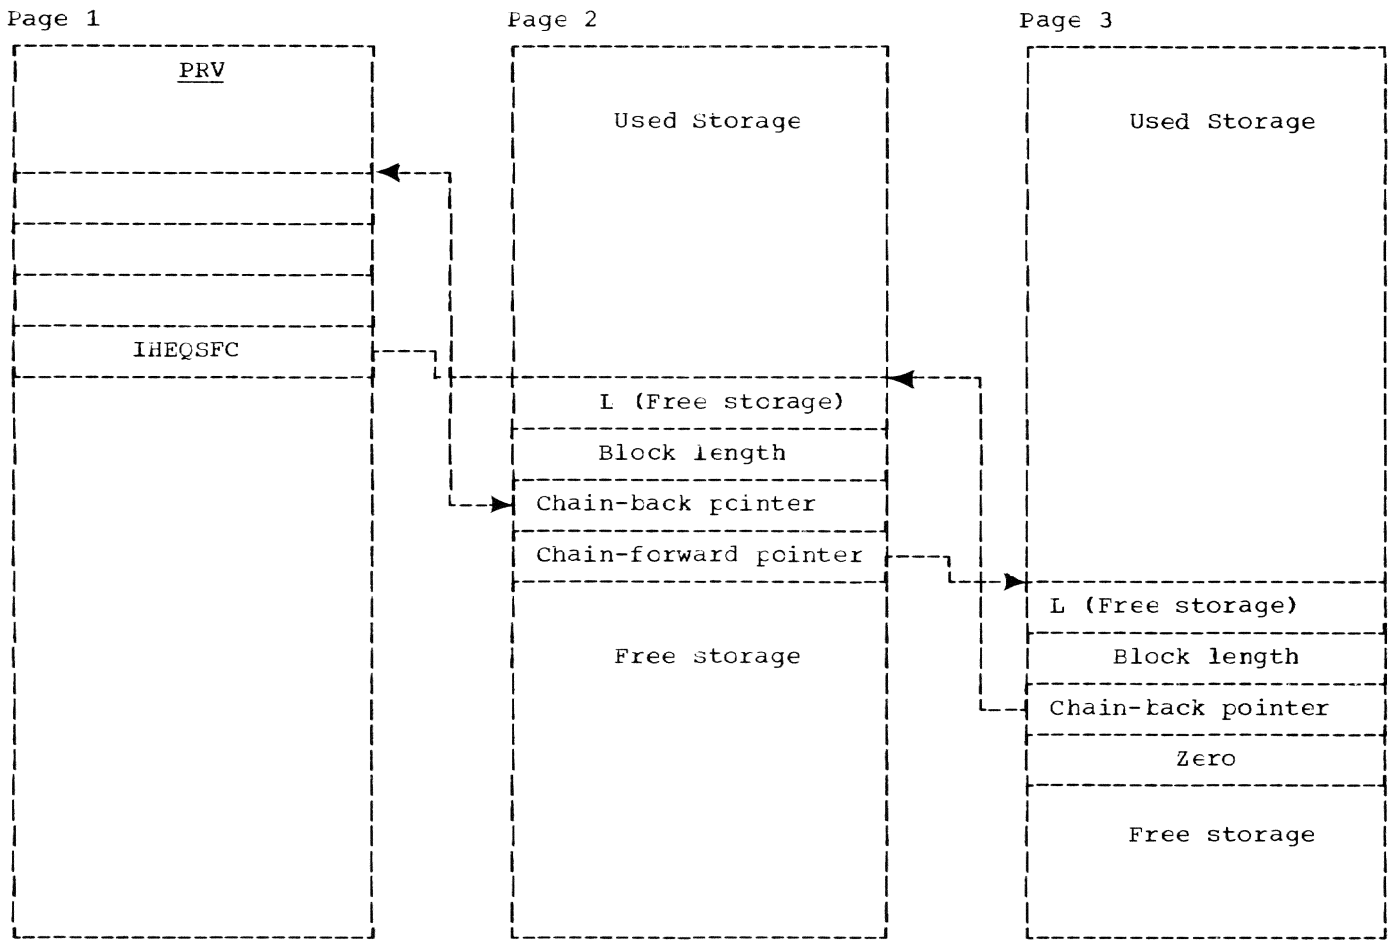 Page 1
Page 2
Page 3
PRV
IHEQSFC
Used Storage
L (Free storage)
Block length
Chain-back pointer
Chain-forward pointer
Free storage
Used Storage
L (Free storage)
Block length
Chain-back pointer
Zero
Free storage